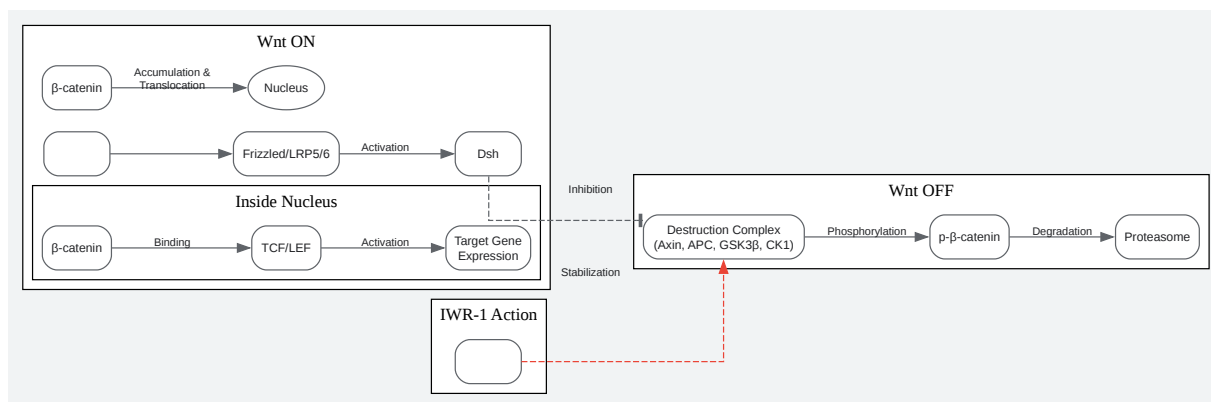 Wnt ON
β-catenin
Accumulation &
Translocation
Nucleus
Frizzled/LRP5/6
Activation
Dsh
Inside Nucleus
β-catenin
Binding
TCF/LEF
Activation
Target Gene
Expression
Inhibition
Stabilization
Wnt OFF
Destruction Complex
(Axin, APC, GSK3β, CK1)
Phosphorylation
p-β-catenin
Degradation
Proteasome
IWR-1 Action